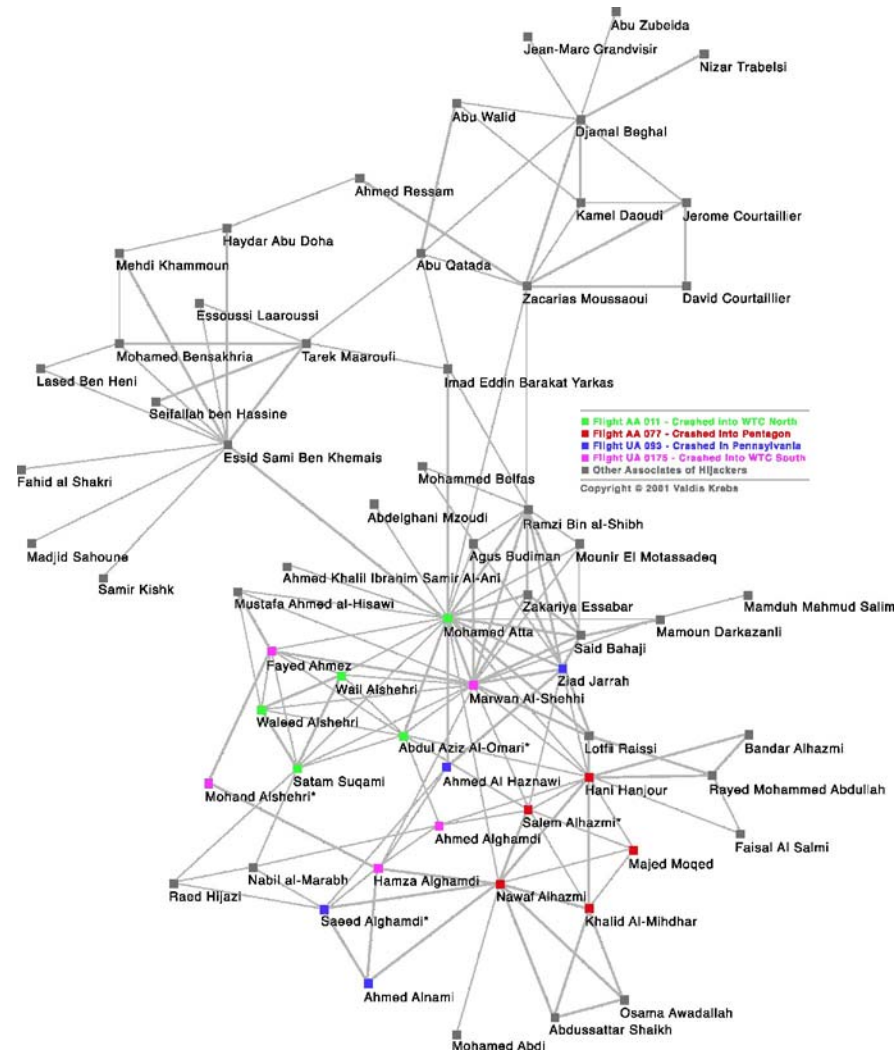 Abu Zubeida
Jean-Marc Grandvisir
Nizar Trabelsi
Abu Walid
Djamal Beghal
Ahmed Ressam
Kamel Daoudi
Jerome Courtaillier
Haydar Abu Doha
Mehdi Khammoun
Abu Qatada
Zacarias Moussaoui
David Courtaillier
Essoussi Laaroussi
Mohamed Bensakhria
Tarek Maaroufi
Lased Ben Heni
Imad Eddin Barakat Yarkas
Seifallah ben Hassine
Flight AA 011 - Crashed into WTC North
Flight AA 077 - Crashed into Pentagon
Flight UA 093 - Crashed in Pennsylvania
Flight UA 0175 - Crashed into WTC South
Other Associates of Hijackers
Copyright © 2001 Valdis Krebs
Essid Sami Ben Khemais
Fahid al Shakri
Mohammed Belfas
Abdelghani Mzoudi
Ramzi Bin al-Shibh
Madjid Sahoune
Agus Budiman
Mounir El Motassadeq
Samir Kishk
Ahmed Khalil Ibrahim Samir Al-Ani
Mustafa Ahmed al-Hisawi
Zakariya Essabar
Mamduh Mahmud Salim
Mohamed Atta
Said Bahaji
Mamoun Darkazanli
Fayed Ahmez
Wail Alshehri
Marwan Al-Shehhi
Ziad Jarrah
Waleed Alshehri
Abdul Aziz Al-Omari*
Lotfi Raissi
Bandar Alhazmi
Satam Suqami
Ahmed Al Haznawi
Hani Hanjour
Rayed Mohammed Abdullah
Mohand Alshehri*
Salem Alhazmi*
Ahmed Alghamdi
Faisal Al Salmi
Majed Moqed
Nabil al-Marabh
Hamza Alghamdi
Raed Hijazi
Nawaf Alhazmi
Saeed Alghamdi*
Khalid Al-Mihdhar
Ahmed Alnami
Osama Awadallah
Abdussattar Shaikh
Mohamed Abdi